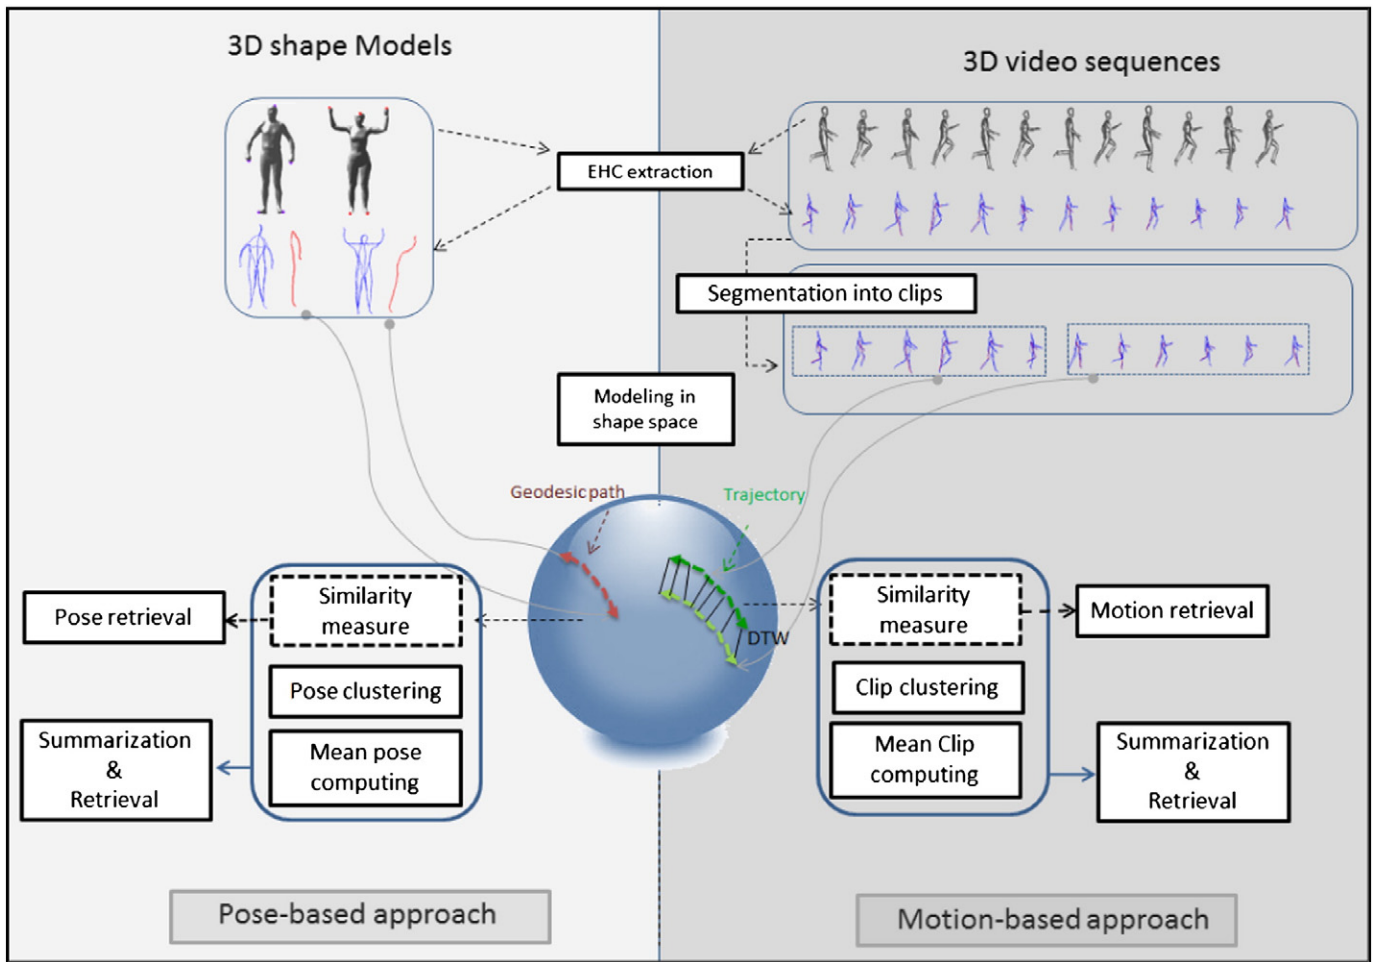 3D shape Models
3D video sequences
EHC extraction
Segmentation into clips
Modeling in
shape space
Geodesic path
Trajectory
DTW
Similarity
measure
Pose retrieval
Pose clustering
Mean pose
computing
Summarization
&
Retrieval
Similarity
measure
Motion retrieval
Clip clustering
Mean Clip
computing
Summarization
&
Retrieval
Pose-based approach
Motion-based approach